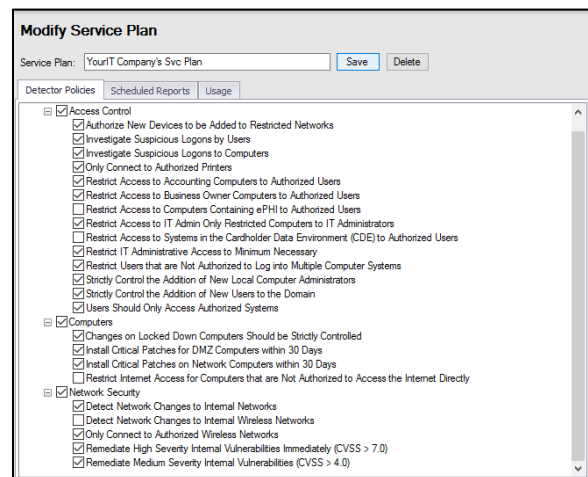 Modify Service Plan
Service Plan: YourIT Company's Svc Plan Save Delete
Detector Policies Scheduled Reports Usage
Access Control
Authorize New Devices to be Added to Restricted Networks
Investigate Suspicious Logons by Users
Investigate Suspicious Logons to Computers
Only Connect to Authorized Printers
Restrict Access to Accounting Computers to Authorized Users
Restrict Access to Business Owner Computers to Authorized Users
Restrict Access to Computers Containing ePHI to Authorized Users
Restrict Access to IT Admin Only Restricted Computers to IT Administrators
Restrict Access to Systems in the Cardholder Data Environment (CDE) to Authorized Users
Restrict IT Administrative Access to Minimum Necessary
Restrict Users that are Not Authorized to Log into Multiple Computer Systems
Strictly Control the Addition of New Local Computer Administrators
Strictly Control the Addition of New Users to the Domain
Users Should Only Access Authorized Systems
Computers
Changes on Locked Down Computers Should be Strictly Controlled
Install Critical Patches for DMZ Computers within 30 Days
Install Critical Patches on Network Computers within 30 Days
Restrict Internet Access for Computers that are Not Authorized to Access the Internet Directly
Network Security
Detect Network Changes to Internal Networks
Detect Network Changes to Internal Wireless Networks
Only Connect to Authorized Wireless Networks
Remediate High Severity Internal Vulnerabilities Immediately (CVSS > 7.0)
Remediate Medium Severity Internal Vulnerabilities (CVSS > 4.0)